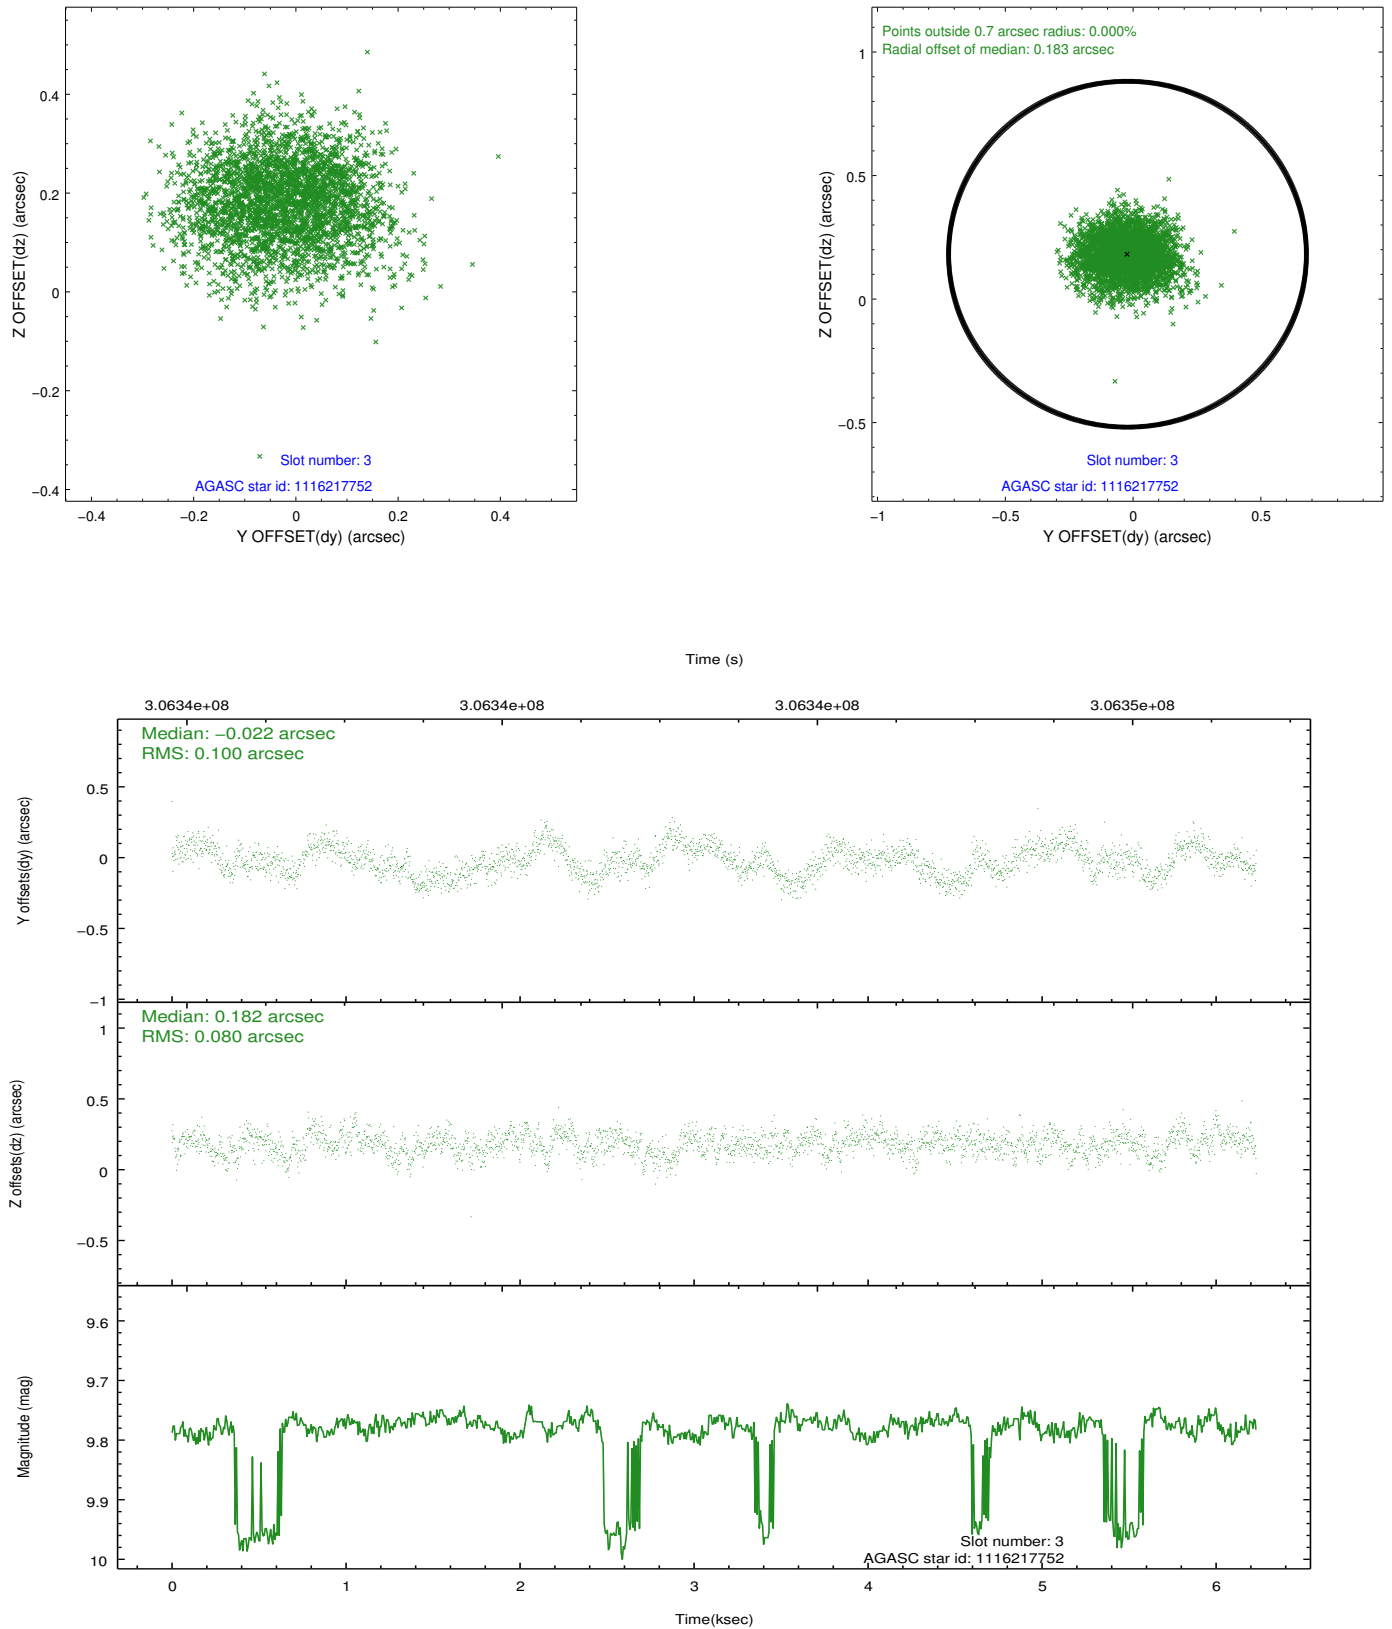 0.4
0.2
0
−0.2
−0.4
Z OFFSET(dz) (arcsec)
Slot number: 3
AGASC star id: 1116217752
−0.4 −0.2 0 0.2 0.4
Y OFFSET(dy) (arcsec)
Points outside 0.7 arcsec radius: 0.000%
Radial offset of median: 0.183 arcsec
1
0.5
0
−0.5
Z OFFSET(dz) (arcsec)
Slot number: 3
AGASC star id: 1116217752
−1 −0.5 0 0.5
Y OFFSET(dy) (arcsec)
Time (s)
3.0634e+08 3.0634e+08 3.0634e+08 3.0635e+08
Median: −0.022 arcsec
RMS: 0.100 arcsec
0.5
0
−0.5
−1
Y offsets(dy) (arcsec)
Median: 0.182 arcsec
RMS: 0.080 arcsec
1
0.5
0
−0.5
Z offsets(dz) (arcsec)
9.6
9.7
9.8
9.9
10
Magnitude (mag)
Slot number: 3
AGASC star id: 1116217752
0 1 2 3 4 5 6
Time(ksec)